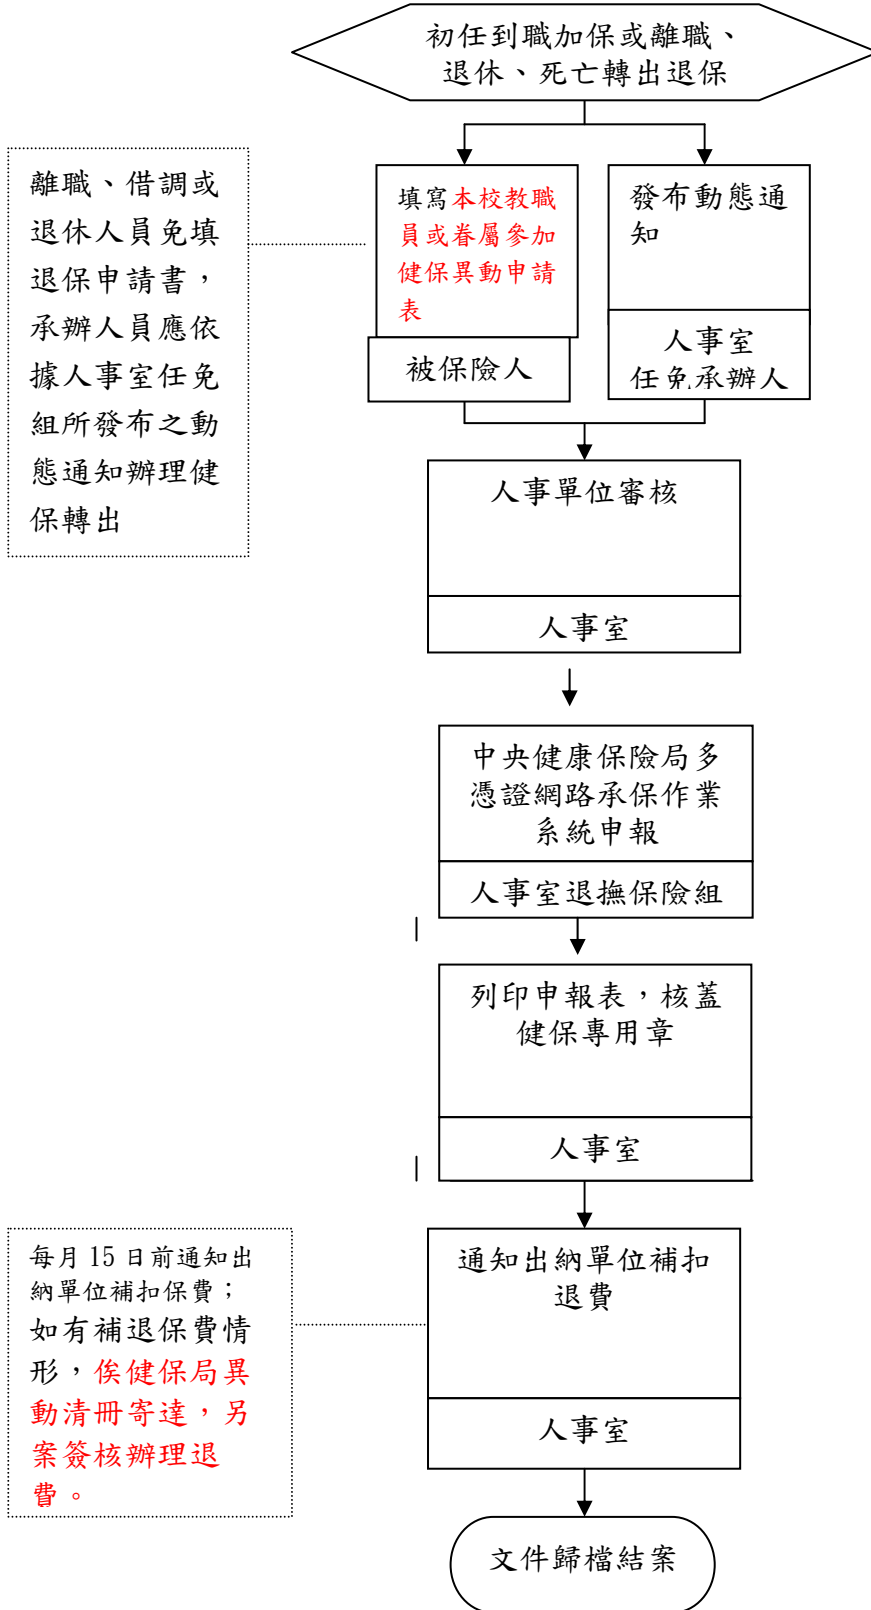 初任到職加保或離職、
退休、死亡轉出退保
離職、借調或
退休人員免填
退保申請書，
承辦人員應依
據人事室任免
組所發布之動
態通知辦理健
保轉出
填寫本校教職
員或眷屬參加
健保異動申請
表
被保險人
發布動態通
知
人事室
任免承辦人
人事單位審核
人事室
中央健康保險局多
憑證網路承保作業
系統申報
人事室退撫保險組
列印申報表，核蓋
健保專用章
人事室
每月 15 日前通知出
納單位補扣保費；
如有補退保費情
形，俟健保局異
動清冊寄達，另
案簽核辦理退
費。
通知出納單位補扣
退費
人事室
文件歸檔結案